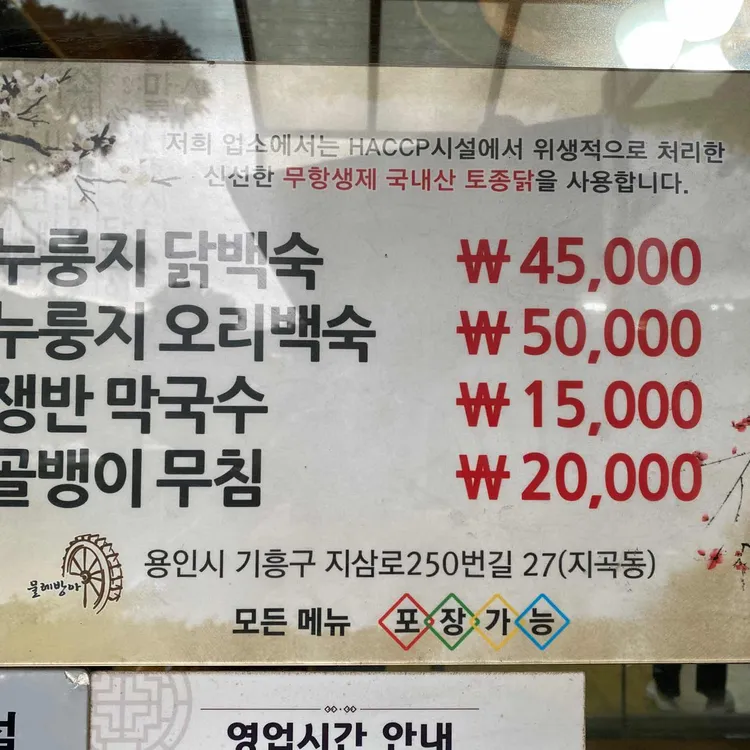 저희 업소에서는 HACCP시설에서 위생적으로 처리한
신선한 무항생제 국내산 토종닭을 사용합니다.
누룽지 닭백숙 ₩45,000
누룽지 오리백숙 ₩50,000
쟁반 막국수 ₩15,000
골뱅이 무침 ₩20,000
물레방아
용인시 기흥구 지삼로250번길 27(지곡동)
모든 메뉴 포장가능
영업시간 안내